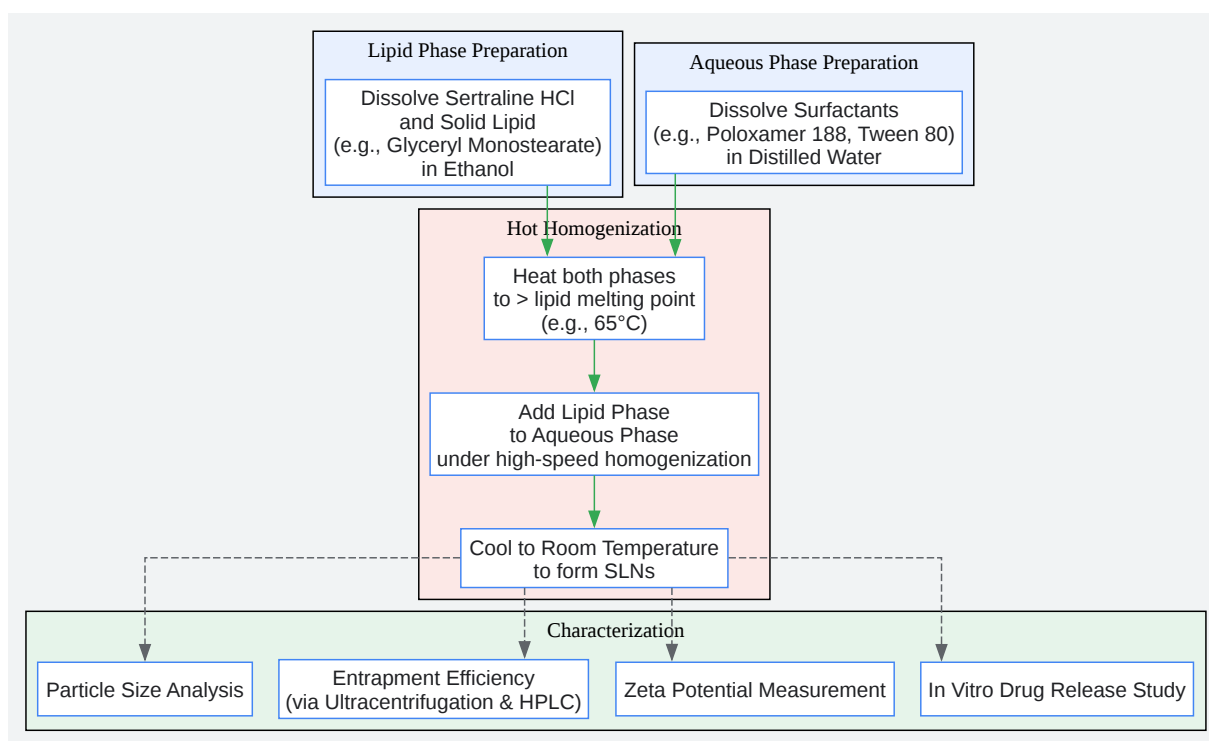 Lipid Phase Preparation
Dissolve Sertraline HCl
and Solid Lipid
(e.g., Glyceryl Monostearate)
in Ethanol
Aqueous Phase Preparation
Dissolve Surfactants
(e.g., Poloxamer 188, Tween 80)
in Distilled Water
Hot Homogenization
Heat both phases
to > lipid melting point
(e.g., 65°C)
Add Lipid Phase
to Aqueous Phase
under high-speed homogenization
Cool to Room Temperature
to form SLNs
Characterization
Particle Size Analysis
Entrapment Efficiency
(via Ultracentrifugation & HPLC)
Zeta Potential Measurement
In Vitro Drug Release Study